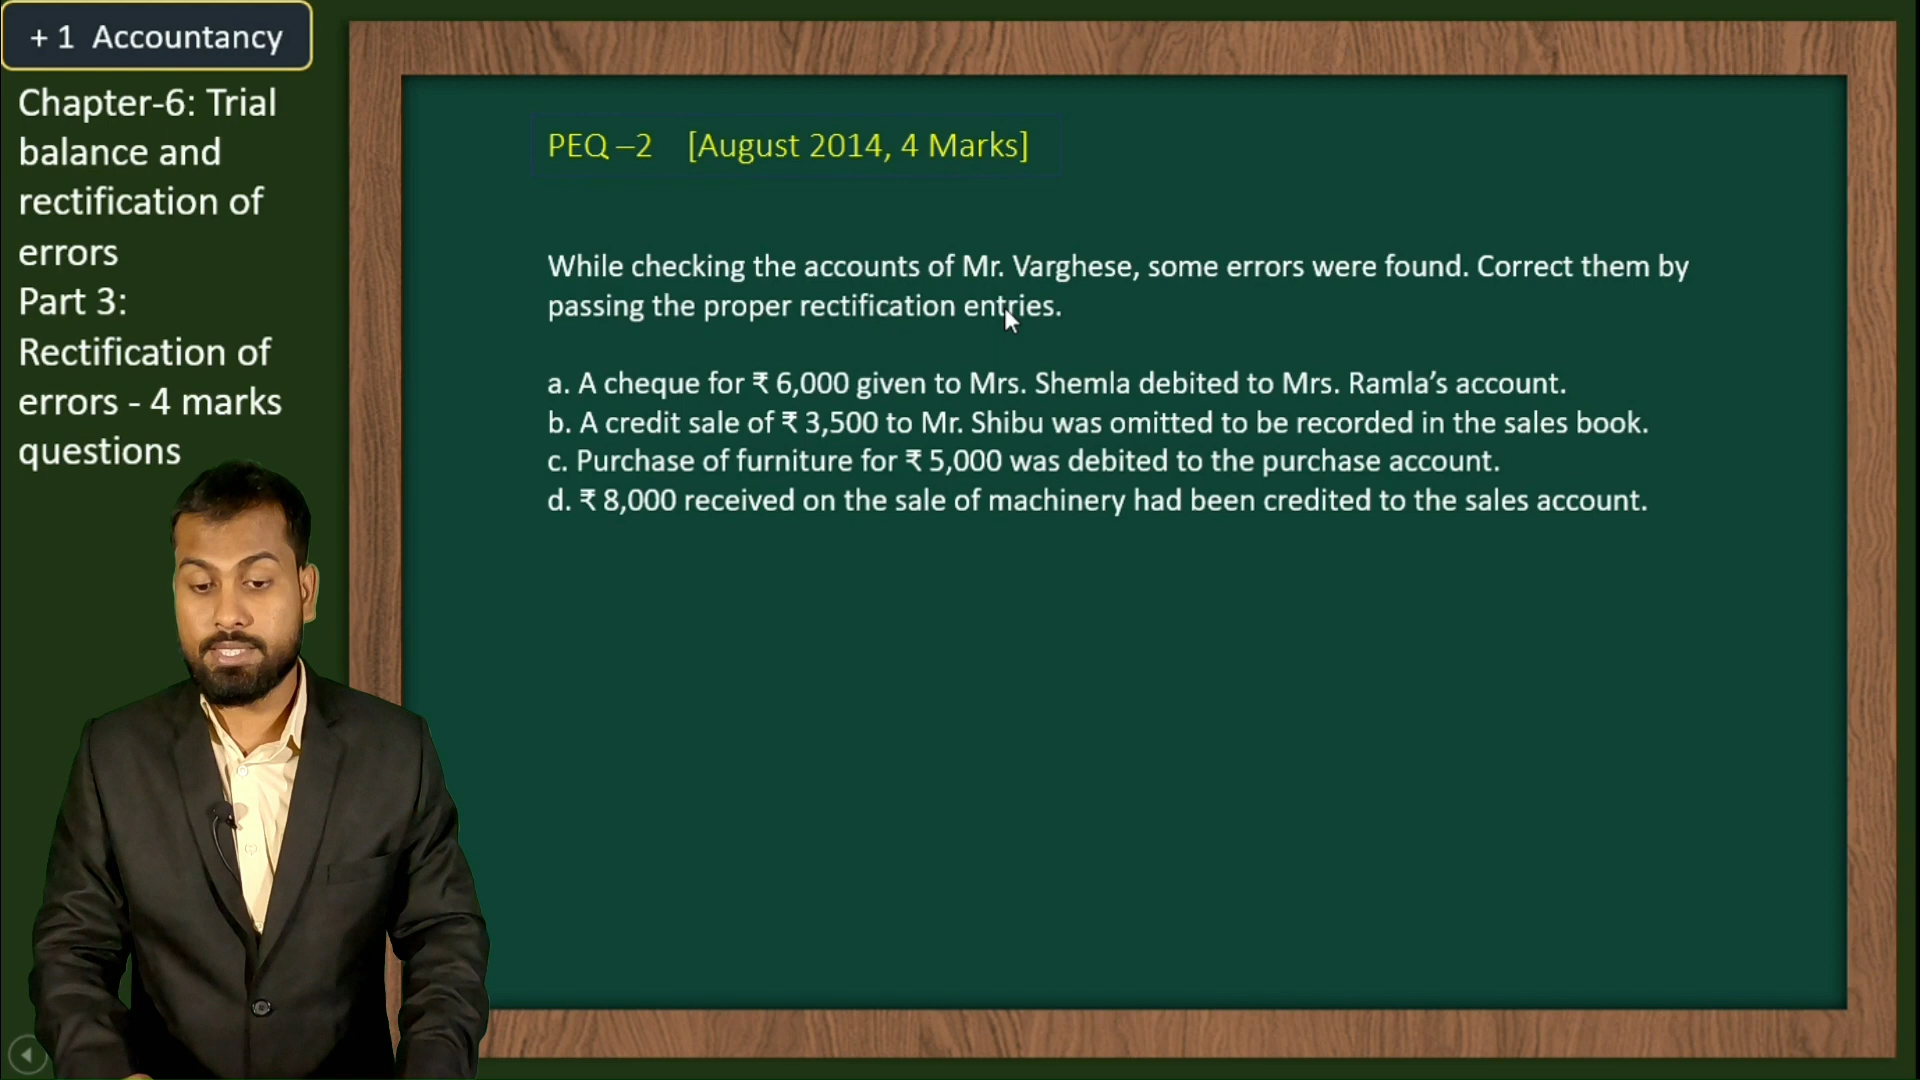 + 1 Accountancy
Chapter-6: Trial
balance and
rectification of
errors
Part 3:
Rectification of
errors - 4 marks
questions
PEQ –2 [August 2014, 4 Marks]
While checking the accounts of Mr. Varghese, some errors were found. Correct them by
passing the proper rectification entries.
a. A cheque for ₹ 6,000 given to Mrs. Shemla debited to Mrs. Ramla’s account.
b. A credit sale of ₹ 3,500 to Mr. Shibu was omitted to be recorded in the sales book.
c. Purchase of furniture for ₹ 5,000 was debited to the purchase account.
d. ₹ 8,000 received on the sale of machinery had been credited to the sales account.